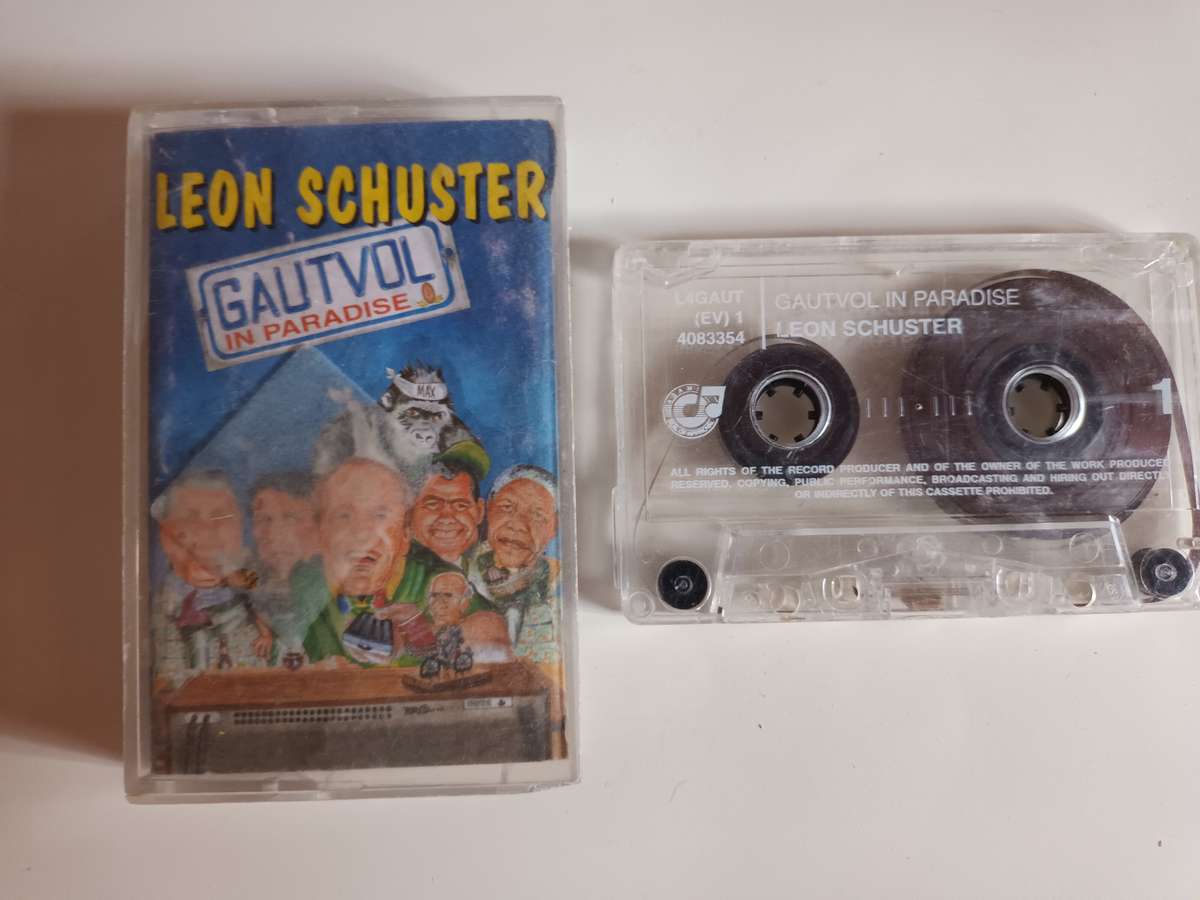 LEON SCHUSTER
GAUTVOL
IN PARADISE
MAX
L4GAUT
(EV) 1
4083354
GAUTVOL IN PARADISE
LEON SCHUSTER
1
ALL RIGHTS OF THE RECORD PRODUCER AND OF THE OWNER OF THE WORK PRODUCED
RESERVED. COPYING, PUBLIC PERFORMANCE, BROADCASTING AND HIRING OUT DIRECTLY
OR INDIRECTLY OF THIS CASSETTE PROHIBITED.